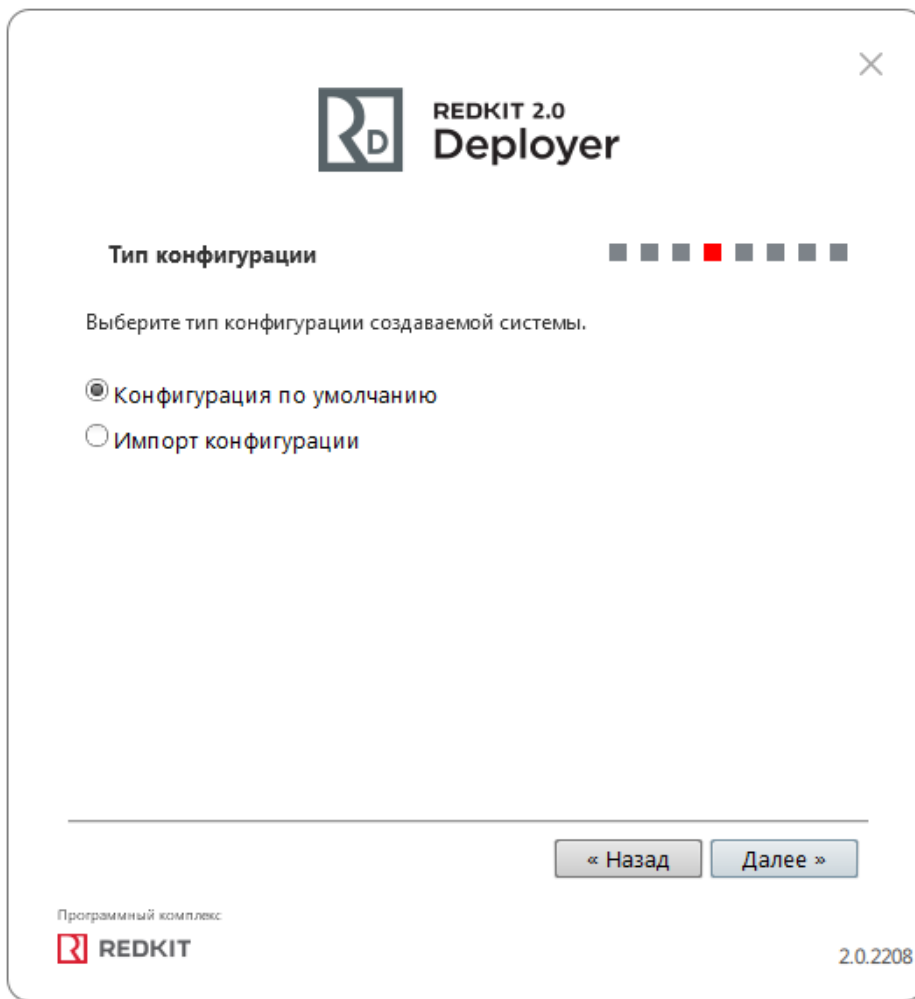 REDKIT 2.0
Deployer
Тип конфигурации
Выберите тип конфигурации создаваемой системы.
Конфигурация по умолчанию
Импорт конфигурации
« Назад
Далее »
Программный комплекс
REDKIT
2.0.2208